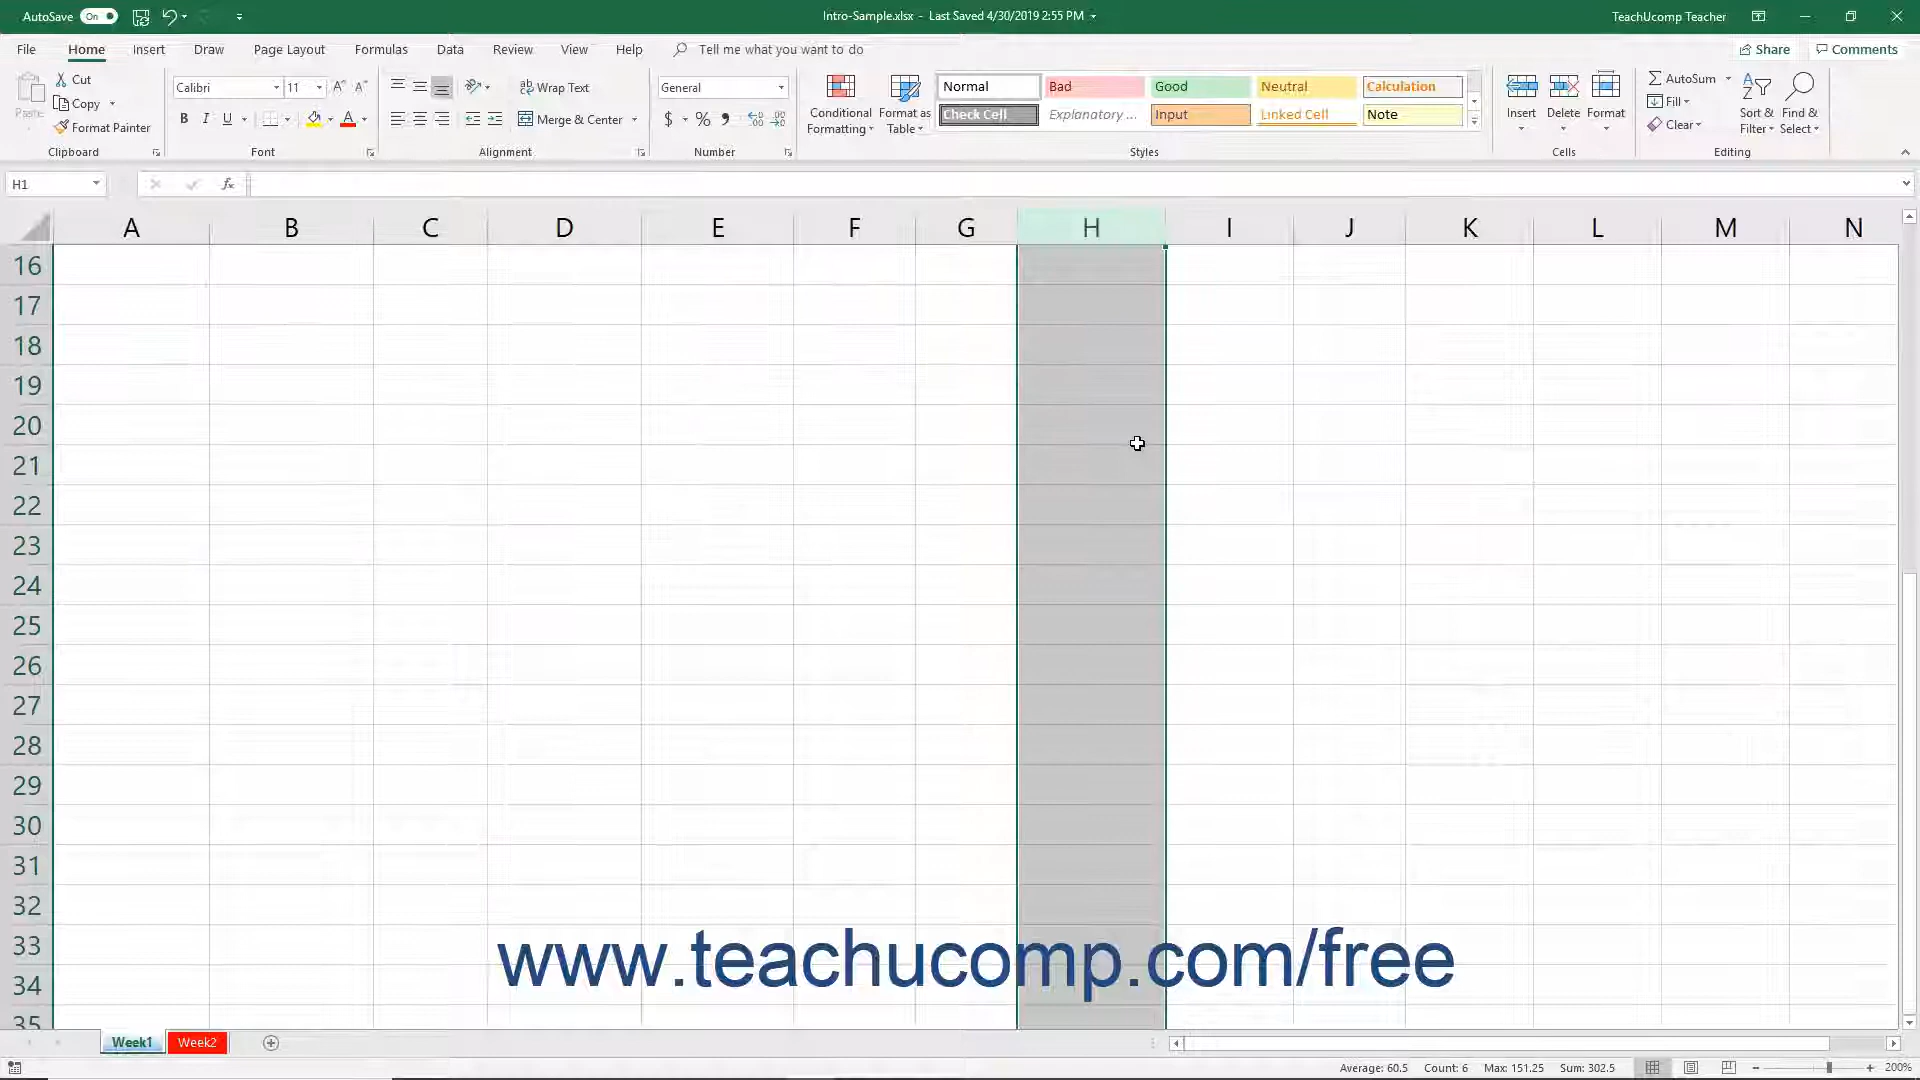 AutoSave On Intro-Sample.xlsx - Last Saved 4/30/2019 2:55 PM TeachUcomp Teacher
File Home Insert Draw Page Layout Formulas Data Review View Help Tell me what you want to do Share Comments
Cut Calibri 11 Wrap Text General Normal Bad Good Neutral Calculation AutoSum
Paste Copy Conditional Formatting Format as Table Insert Delete Format Fill Sort & Filter Find & Select
Format Painter B I U A Merge & Center $ % Check Cell Explanatory ... Input Linked Cell Note Clear
Clipboard Font Alignment Number Styles Cells Editing
H1 fx
A B C D E F G H I J K L M N
16
17
18
19
20
21
22
23
24
25
26
27
28
29
30
31
32
33
www.teachucomp.com/free
34
35
Week1 Week2
Average: 60.5 Count: 6 Max: 151.25 Sum: 302.5 200%